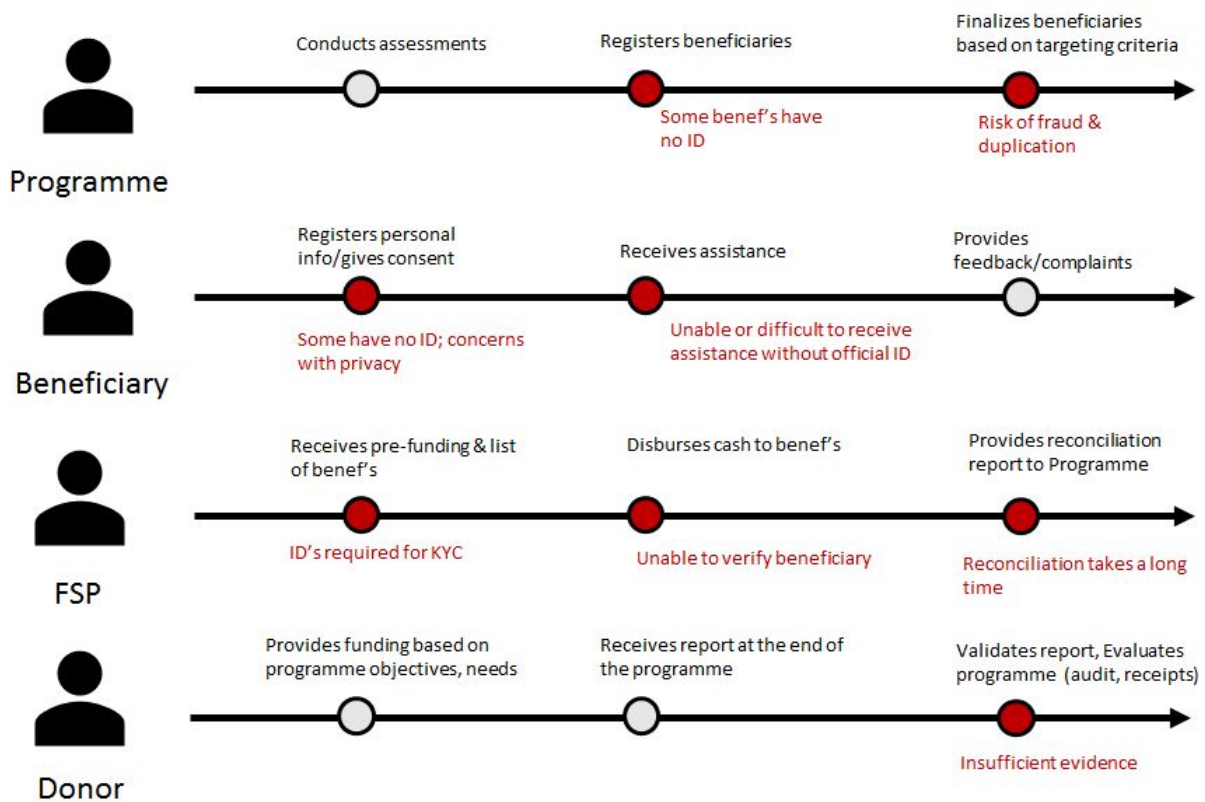 Conducts assessments
Registers beneficiaries
Finalizes beneficiaries
based on targeting criteria
Some benef's have
no ID
Risk of fraud &
duplication
Programme
Registers personal
info/gives consent
Receives assistance
Provides
feedback/complaints
Some have no ID; concerns
with privacy
Unable or difficult to receive
assistance without official ID
Beneficiary
Receives pre-funding & list
of benef's
Disburses cash to benef's
Provides reconciliation
report to Programme
ID's required for KYC
Unable to verify beneficiary
Reconciliation takes a long
time
FSP
Provides funding based on
programme objectives, needs
Receives report at the end of
the programme
Validates report, Evaluates
programme (audit, receipts)
Insufficient evidence
Donor